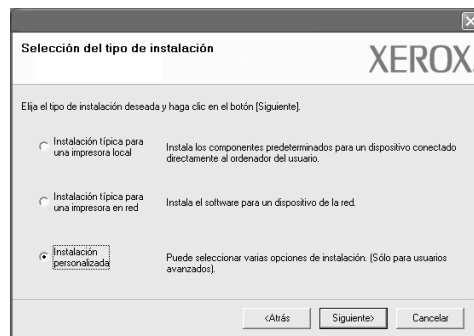 Selección del tipo de instalación
XEROX.
Elija el tipo de instalación deseada y haga clic en el botón [Siguiente].
Instalación típica para
una impresora local
Instala los componentes predeterminados para un dispositivo conectado
directamente al ordenador del usuario.
Instalación típica para
una impresora en red
Instala el software para un dispositivo de la red.
Instalación
personalizada
Puede seleccionar varias opciones de instalación. (Sólo para usuarios
avanzados).
<Atrás
Siguiente>
Cancelar